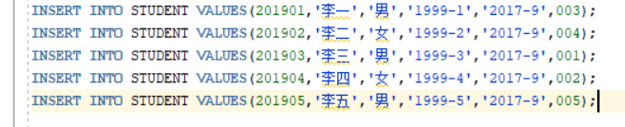 INSERT INTO STUDENT VALUES(201901,'李一','男','1999-1','2017-9',003);
INSERT INTO STUDENT VALUES(201902,'李二','女','1999-2','2017-9',004);
INSERT INTO STUDENT VALUES(201903,'李三','男','1999-3','2017-9',001);
INSERT INTO STUDENT VALUES(201904,'李四','女','1999-4','2017-9',002);
INSERT INTO STUDENT VALUES(201905,'李五','男','1999-5','2017-9',005);